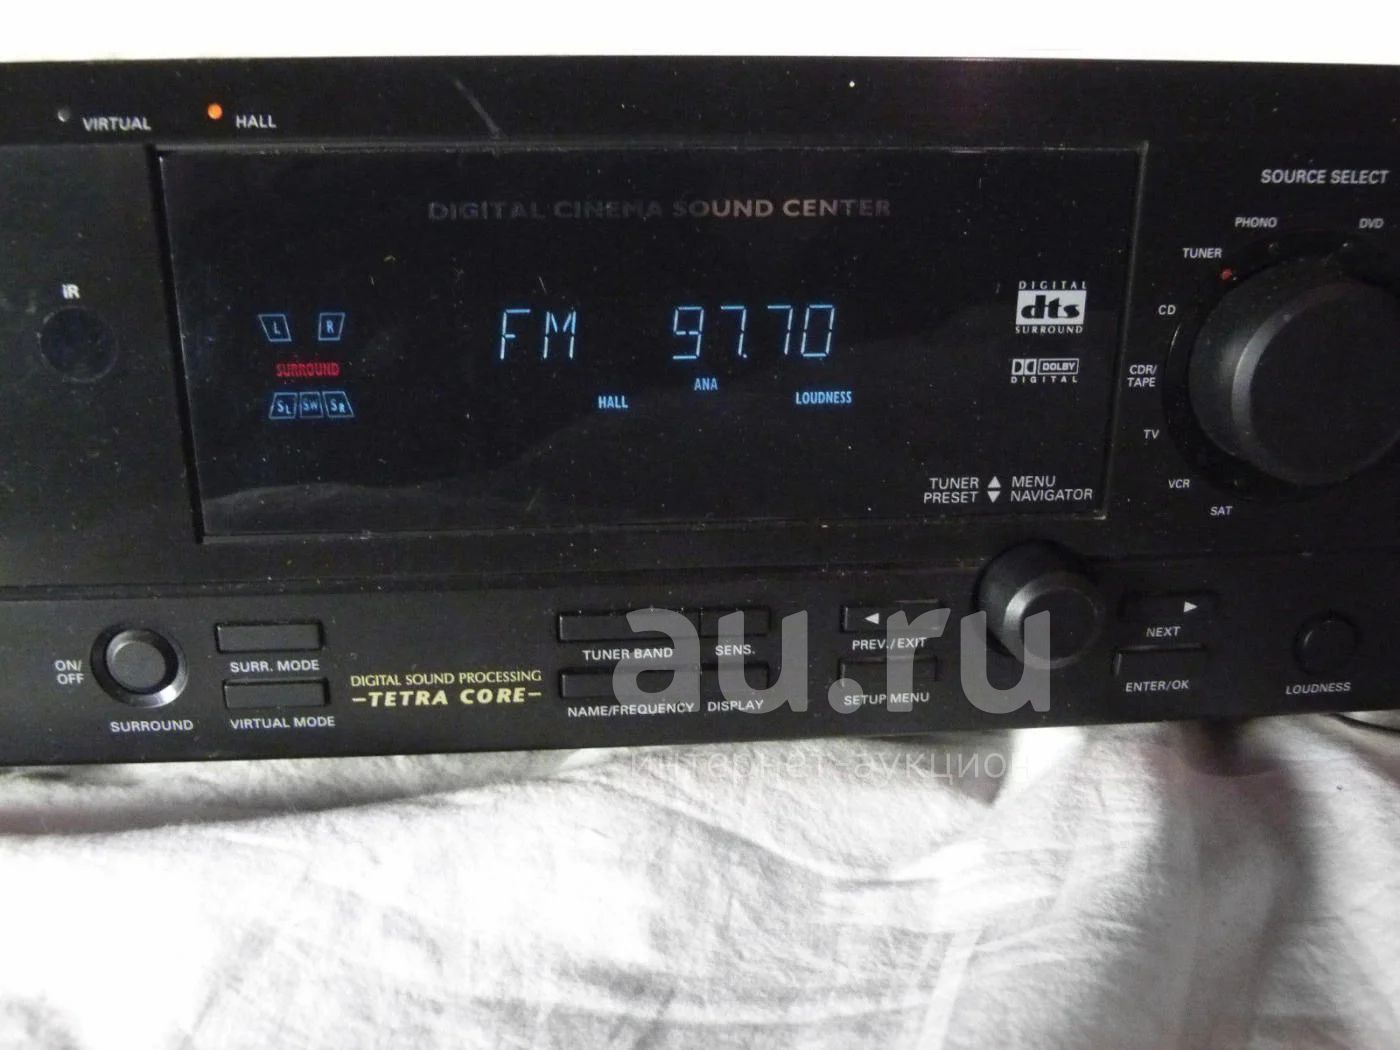 VIRTUAL
HALL
SOURCE SELECT
DIGITAL CINEMA SOUND CENTER
PHONO
DVD
TUNER
iR
CD
CDR/
TAPE
TV
VCR
SAT
L
R
SURROUND
SL SW SR
FM 97.70
ANA
HALL
LOUDNESS
DIGITAL
dts
SURROUND
DOLBY
DIGITAL
TUNER ▲ MENU
PRESET ▼ NAVIGATOR
ON/
OFF
SURROUND
SURR. MODE
VIRTUAL MODE
DIGITAL SOUND PROCESSING
-TETRA CORE-
TUNER BAND
SENS.
NAME/FREQUENCY
DISPLAY
◀
PREV./EXIT
SETUP MENU
▶
NEXT
ENTER/OK
LOUDNESS
au.ru
интернет-аукцион